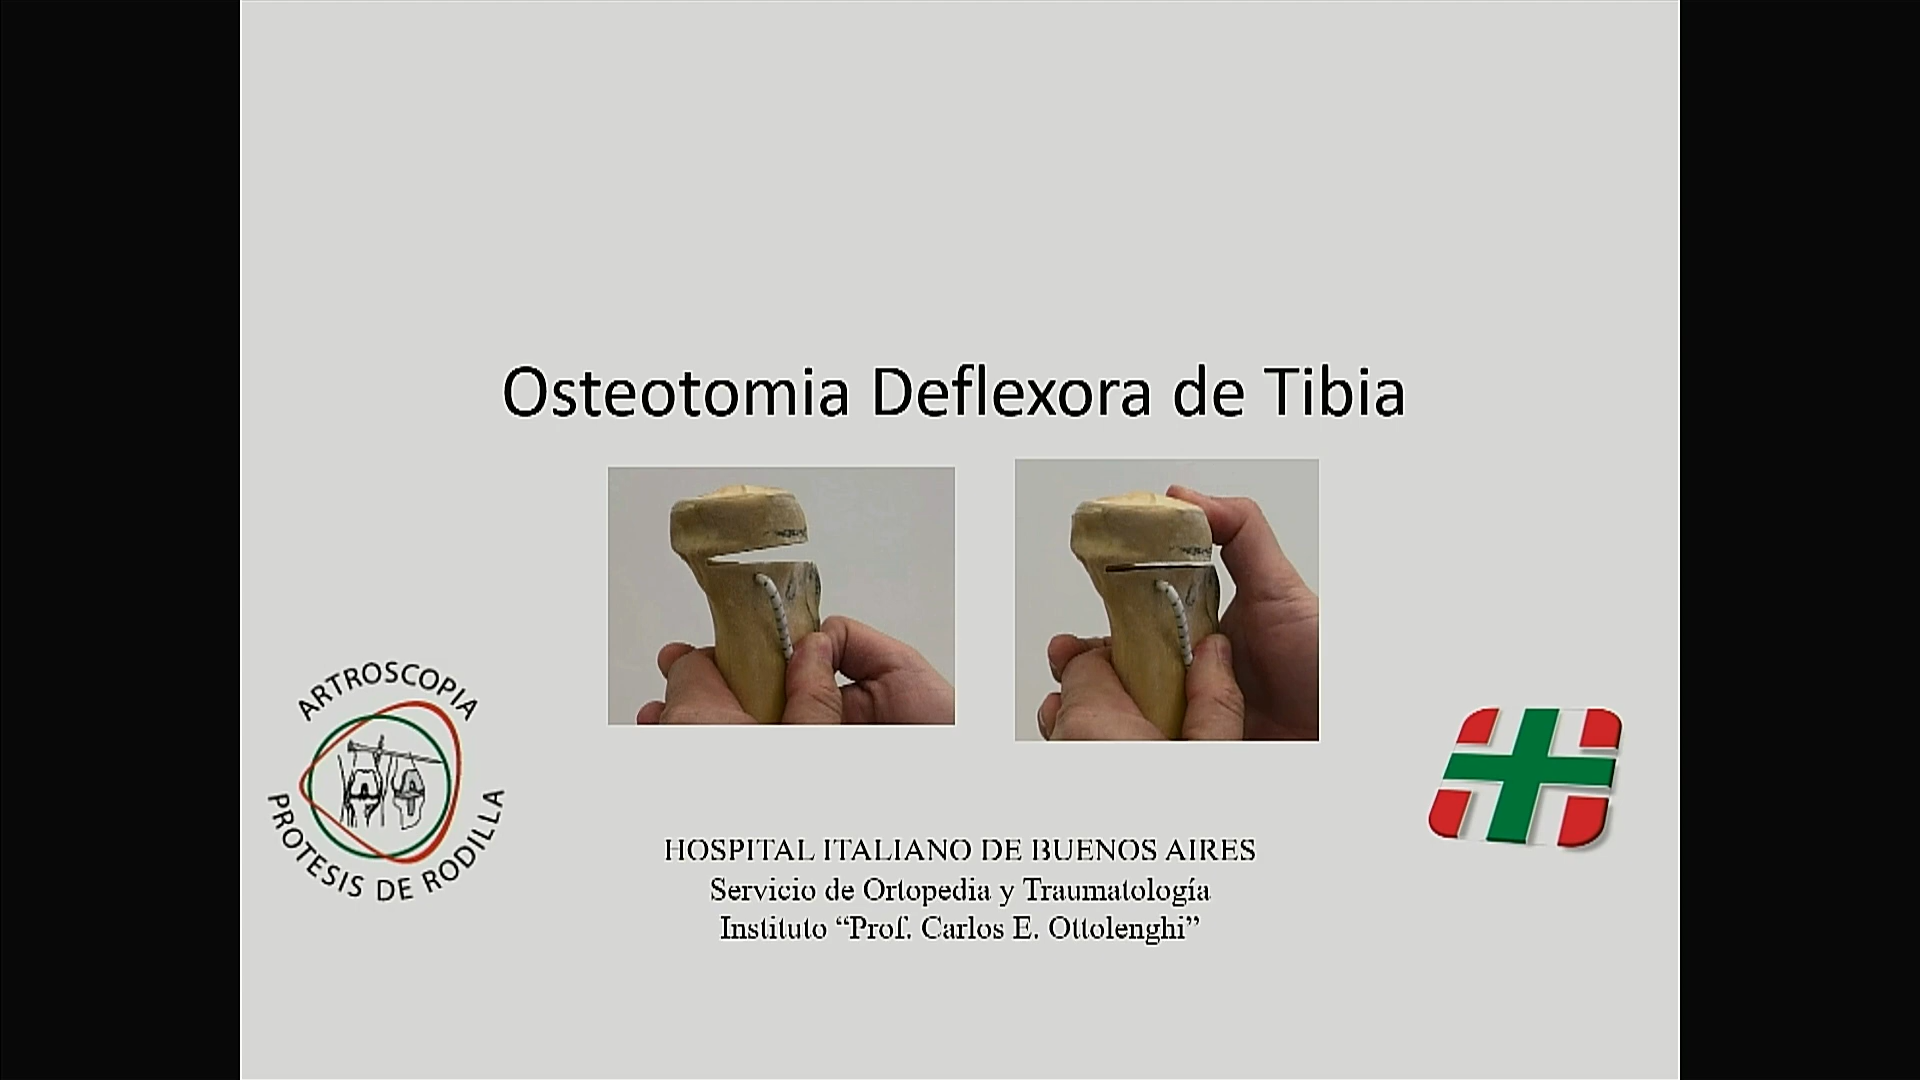 Osteotomia Deflexora de Tibia
ARTROSCOPIA
PROTESIS DE RODILLA
HOSPITAL ITALIANO DE BUENOS AIRES
Servicio de Ortopedia y Traumatología
Instituto “Prof. Carlos E. Ottolenghi”